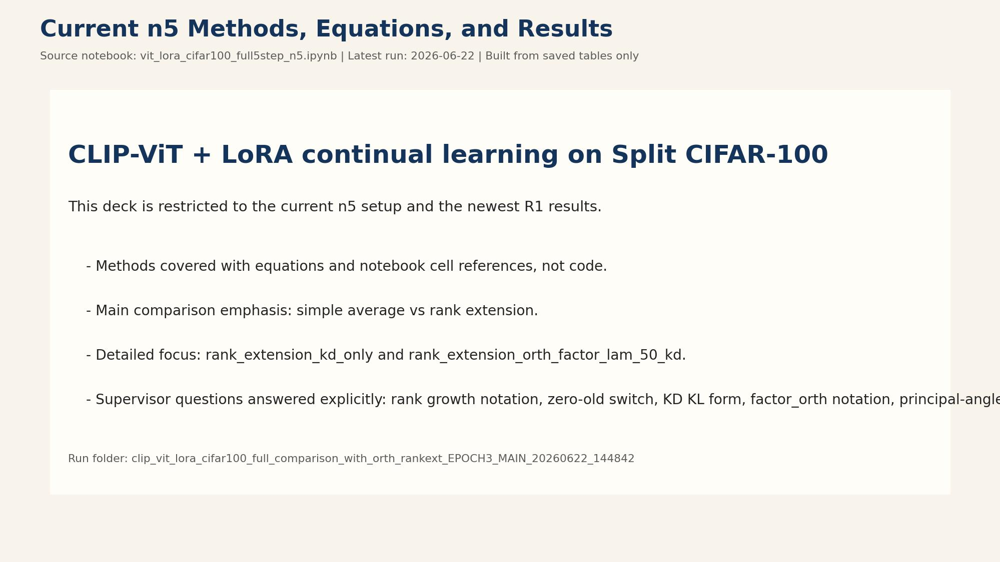 Current n5 Methods, Equations, and Results
Source notebook: vit_lora_cifar100_full5step_n5.ipynb | Latest run: 2026-06-22 | Built from saved tables only
CLIP-ViT + LoRA continual learning on Split CIFAR-100
This deck is restricted to the current n5 setup and the newest R1 results.
- Methods covered with equations and notebook cell references, not code.
- Main comparison emphasis: simple average vs rank extension.
- Detailed focus: rank_extension_kd_only and rank_extension_orth_factor_lam_50_kd.
- Supervisor questions answered explicitly: rank growth notation, zero-old switch, KD KL form, factor_orth notation, principal-angle
Run folder: clip_vit_lora_cifar100_full_comparison_with_orth_rankext_EPOCH3_MAIN_20260622_144842